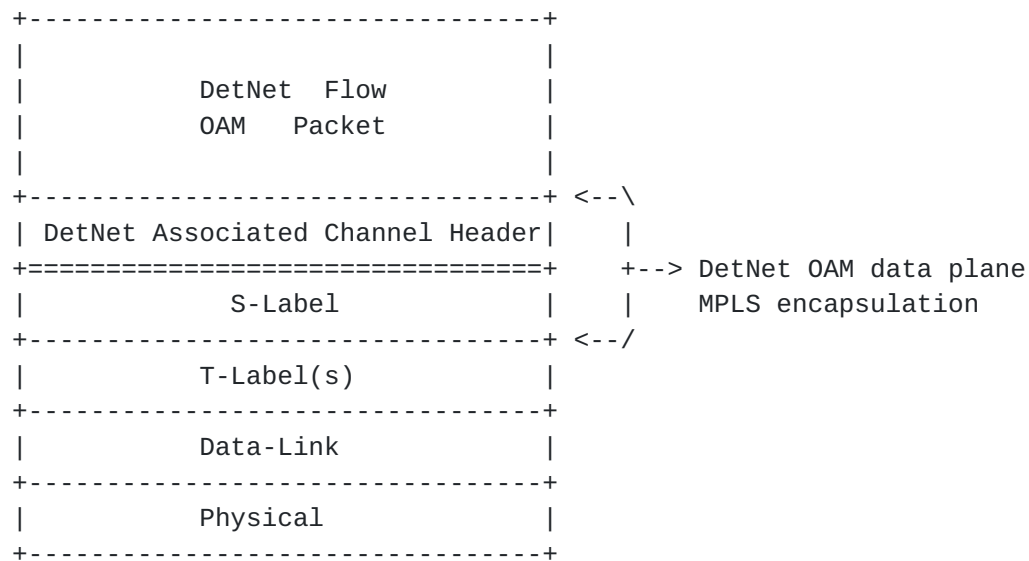 +---------------------------------+
|                                 |
|           DetNet  Flow          |
|           OAM   Packet          |
|                                 |
+---------------------------------+ <--\
| DetNet Associated Channel Header|    |
+=================================+    +--> DetNet OAM data plane
|             S-Label             |    |    MPLS encapsulation
+---------------------------------+ <--/
|           T-Label(s)            |
+---------------------------------+
|           Data-Link             |
+---------------------------------+
|           Physical              |
+---------------------------------+